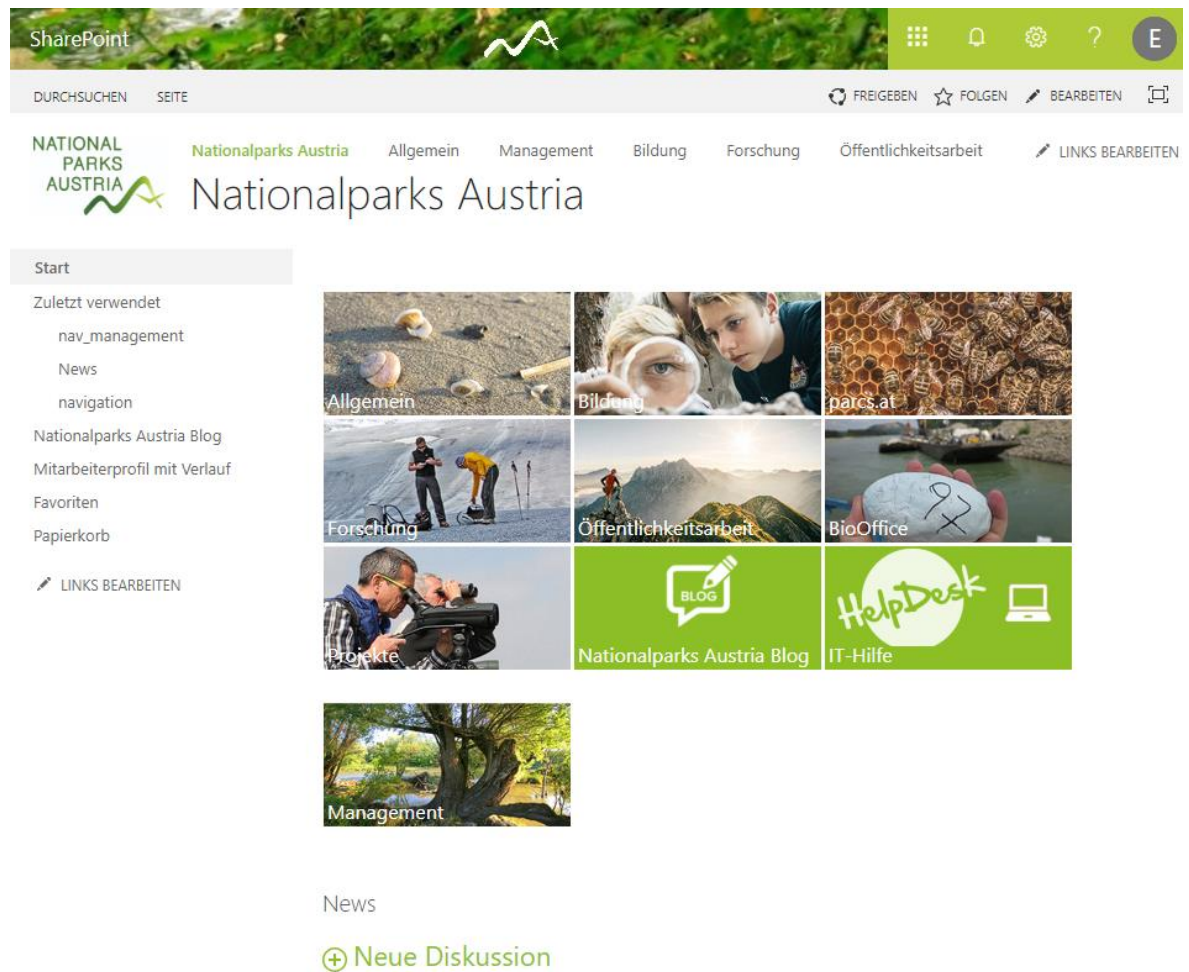 SharePoint
?
E
DURCHSUCHEN SEITE
FREIGEBEN FOLGEN BEARBEITEN
NATIONAL
PARKS
AUSTRIA
Nationalparks Austria Allgemein Management Bildung Forschung Öffentlichkeitsarbeit LINKS BEARBEITEN
Nationalparks Austria
Start
Zuletzt verwendet
nav_management
News
navigation
Nationalparks Austria Blog
Mitarbeiterprofil mit Verlauf
Favoriten
Papierkorb
LINKS BEARBEITEN
Allgemein
Bildung
parcs.at
Forschung
Öffentlichkeitsarbeit
97
BioOffice
Projekte
BLOG
Nationalparks Austria Blog
HelpDesk
IT-Hilfe
Management
News
Neue Diskussion